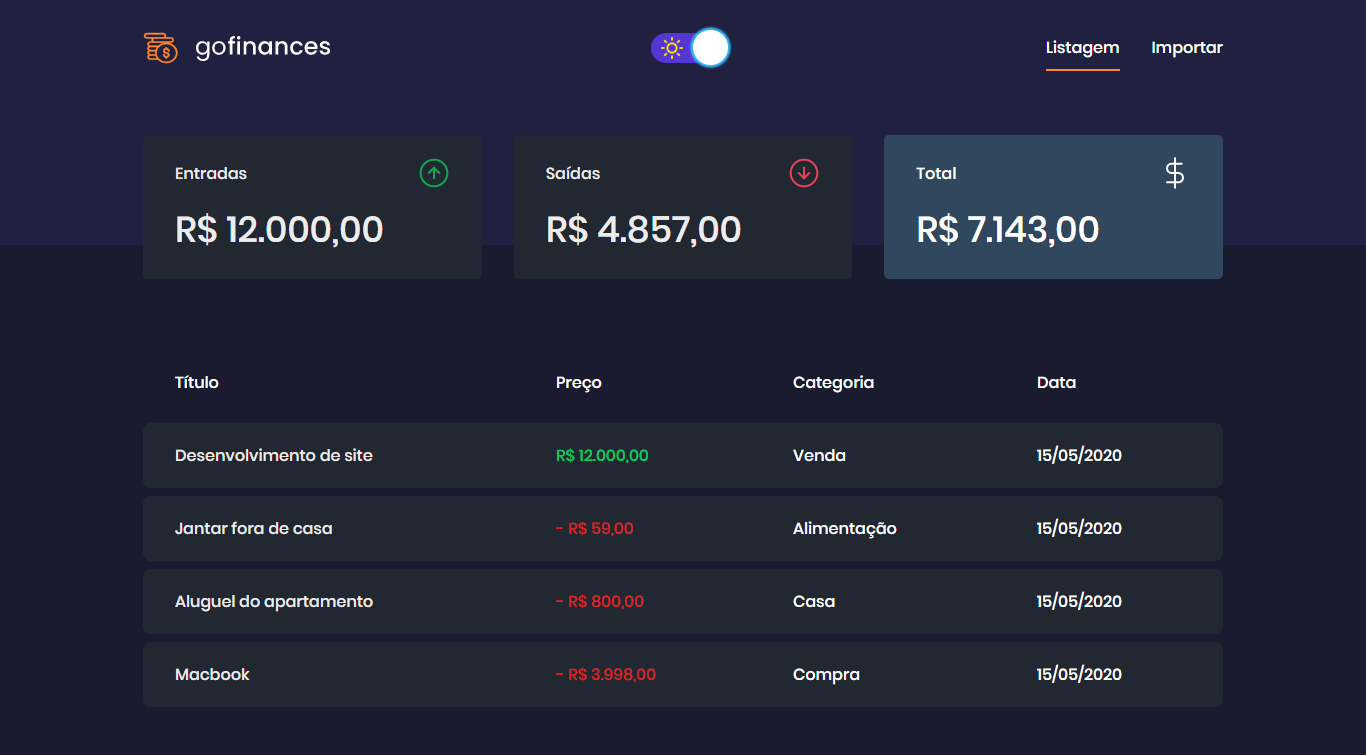 gofinances
Listagem Importar
Entradas
R$ 12.000,00
Saídas
R$ 4.857,00
Total
R$ 7.143,00
Título Preço Categoria Data
Desenvolvimento de site R$ 12.000,00 Venda 15/05/2020
Jantar fora de casa - R$ 59,00 Alimentação 15/05/2020
Aluguel do apartamento - R$ 800,00 Casa 15/05/2020
Macbook - R$ 3.998,00 Compra 15/05/2020